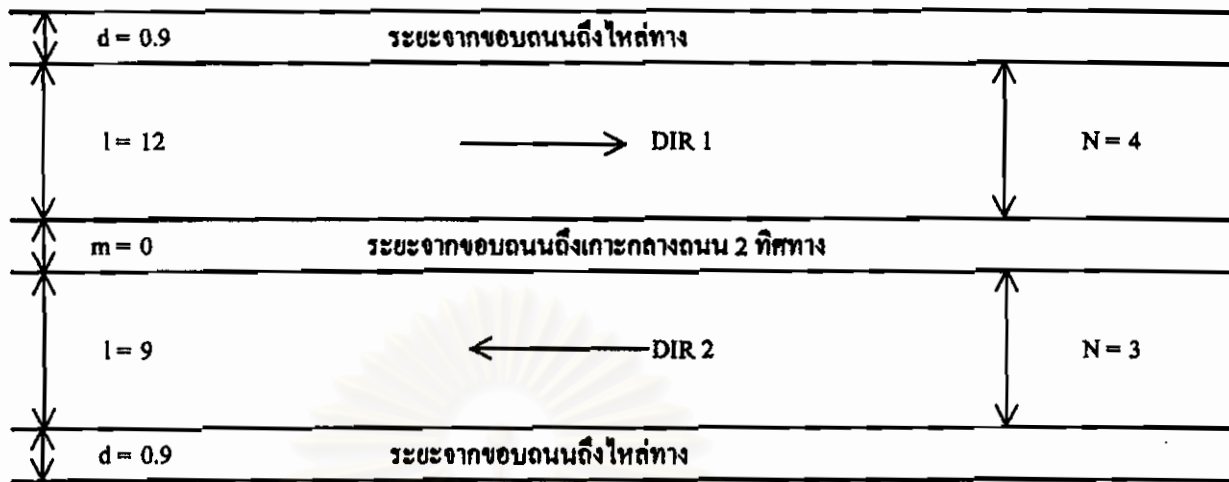 d = 0.9 ระยะจากขอบถนนถึงไหล่ทาง
l = 12 DIR 1 N = 4
m = 0 ระยะจากขอบถนนถึงเกาะกลางถนน 2 ทิศทาง
l = 9 DIR 2 N = 3
d = 0.9 ระยะจากขอบถนนถึงไหล่ทาง